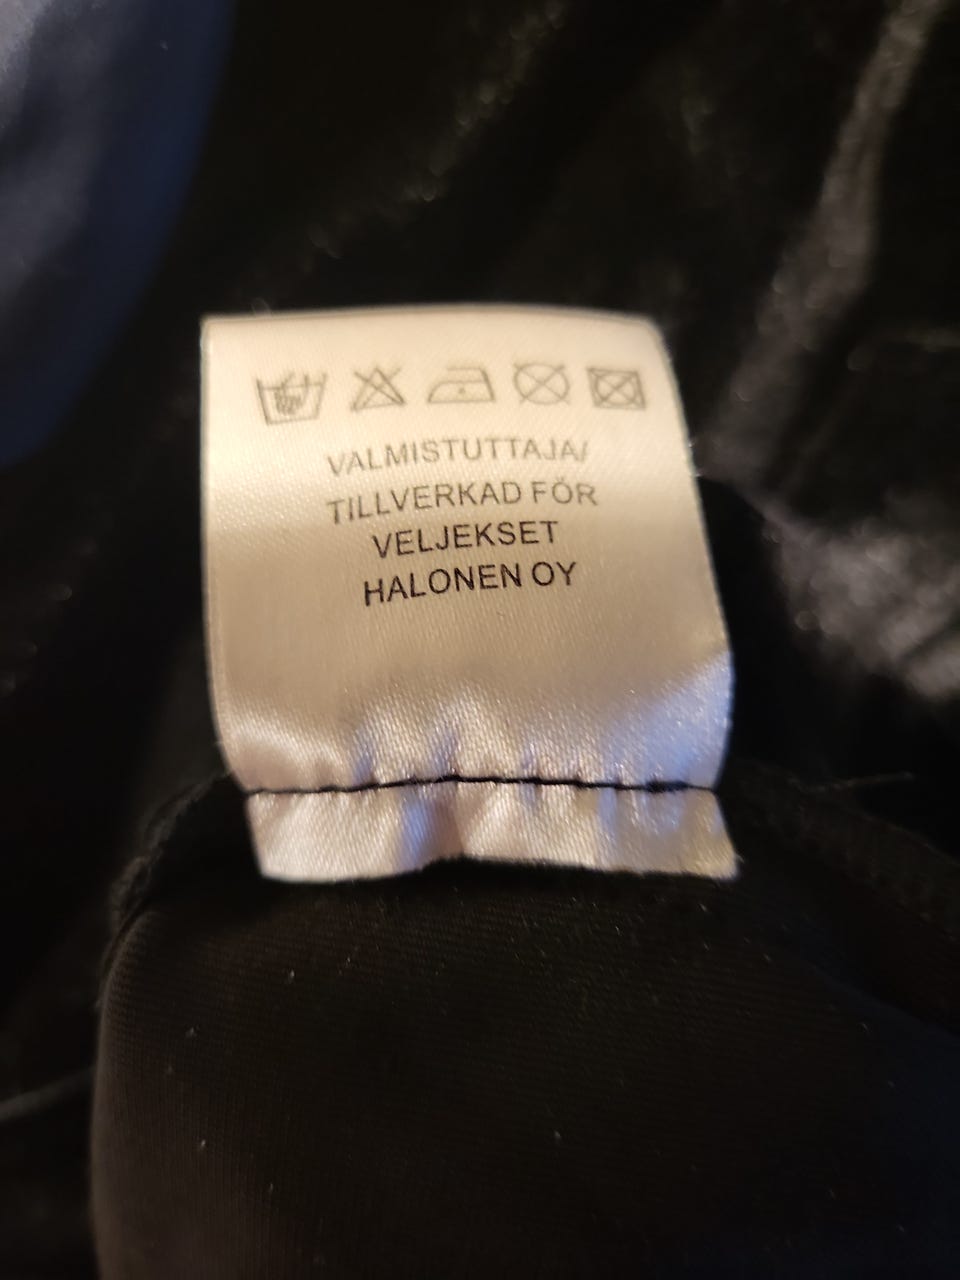 VALMISTUTTAJA/
TILLVERKAD FÖR
VELJEKSET
HALONEN OY